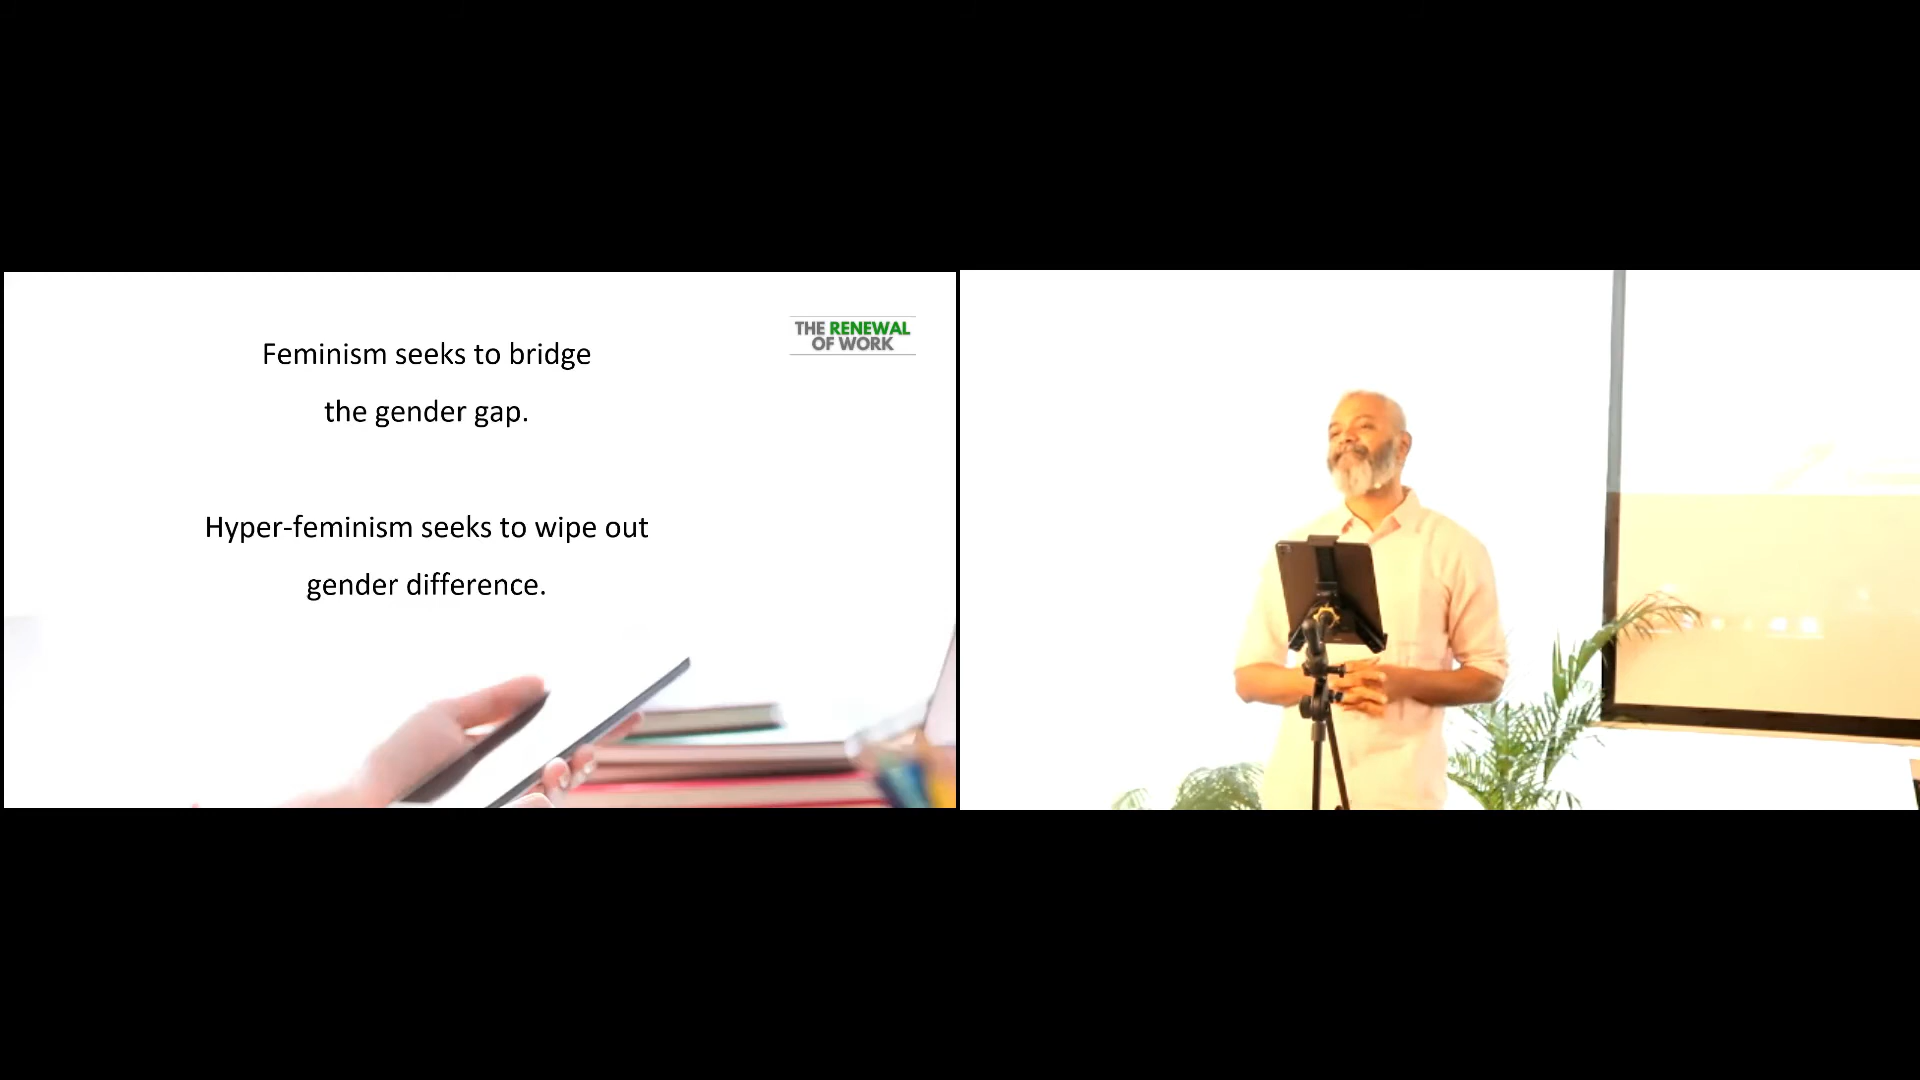 THE RENEWAL
OF WORK
Feminism seeks to bridge
the gender gap.
Hyper-feminism seeks to wipe out
gender difference.